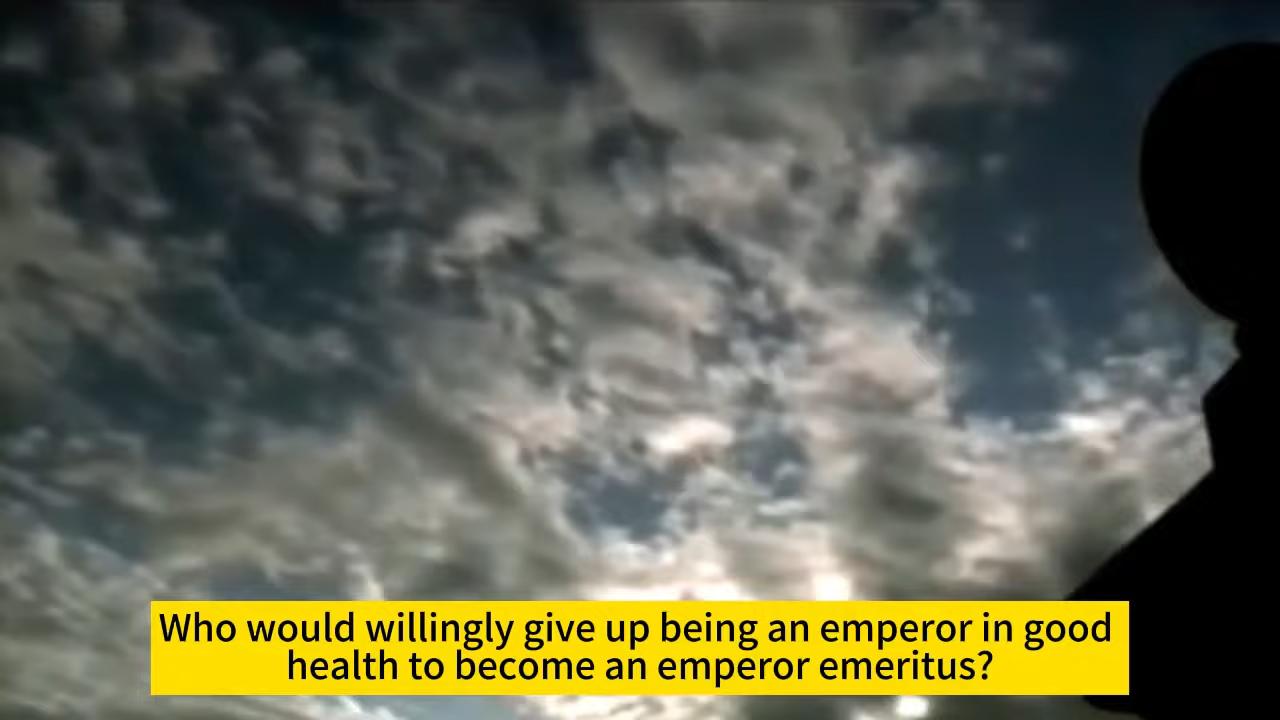 Who would willingly give up being an emperor in good
health to become an emperor emeritus?